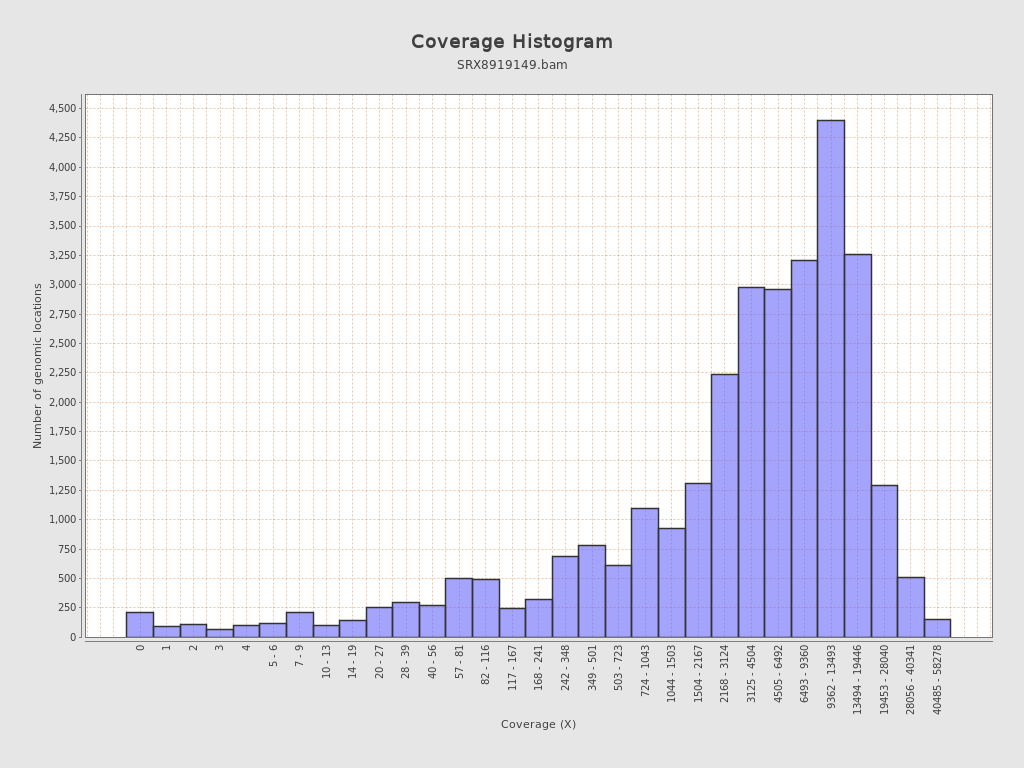 Coverage Histogram
SRX8919149.bam
4,500
4,250
4,000
3,750
3,500
3,250
3,000
2,750
2,500
2,250
2,000
1,750
1,500
1,250
1,000
750
500
250
0
Number of genomic locations
0
1
2
3
4
5 - 6
7 - 9
10 - 13
14 - 19
20 - 27
28 - 39
40 - 56
57 - 81
82 - 116
117 - 167
168 - 241
242 - 348
349 - 501
503 - 723
724 - 1043
1044 - 1503
1504 - 2167
2168 - 3124
3125 - 4504
4505 - 6492
6493 - 9360
9362 - 13493
13494 - 19446
19453 - 28040
28056 - 40341
40485 - 58278
Coverage (X)